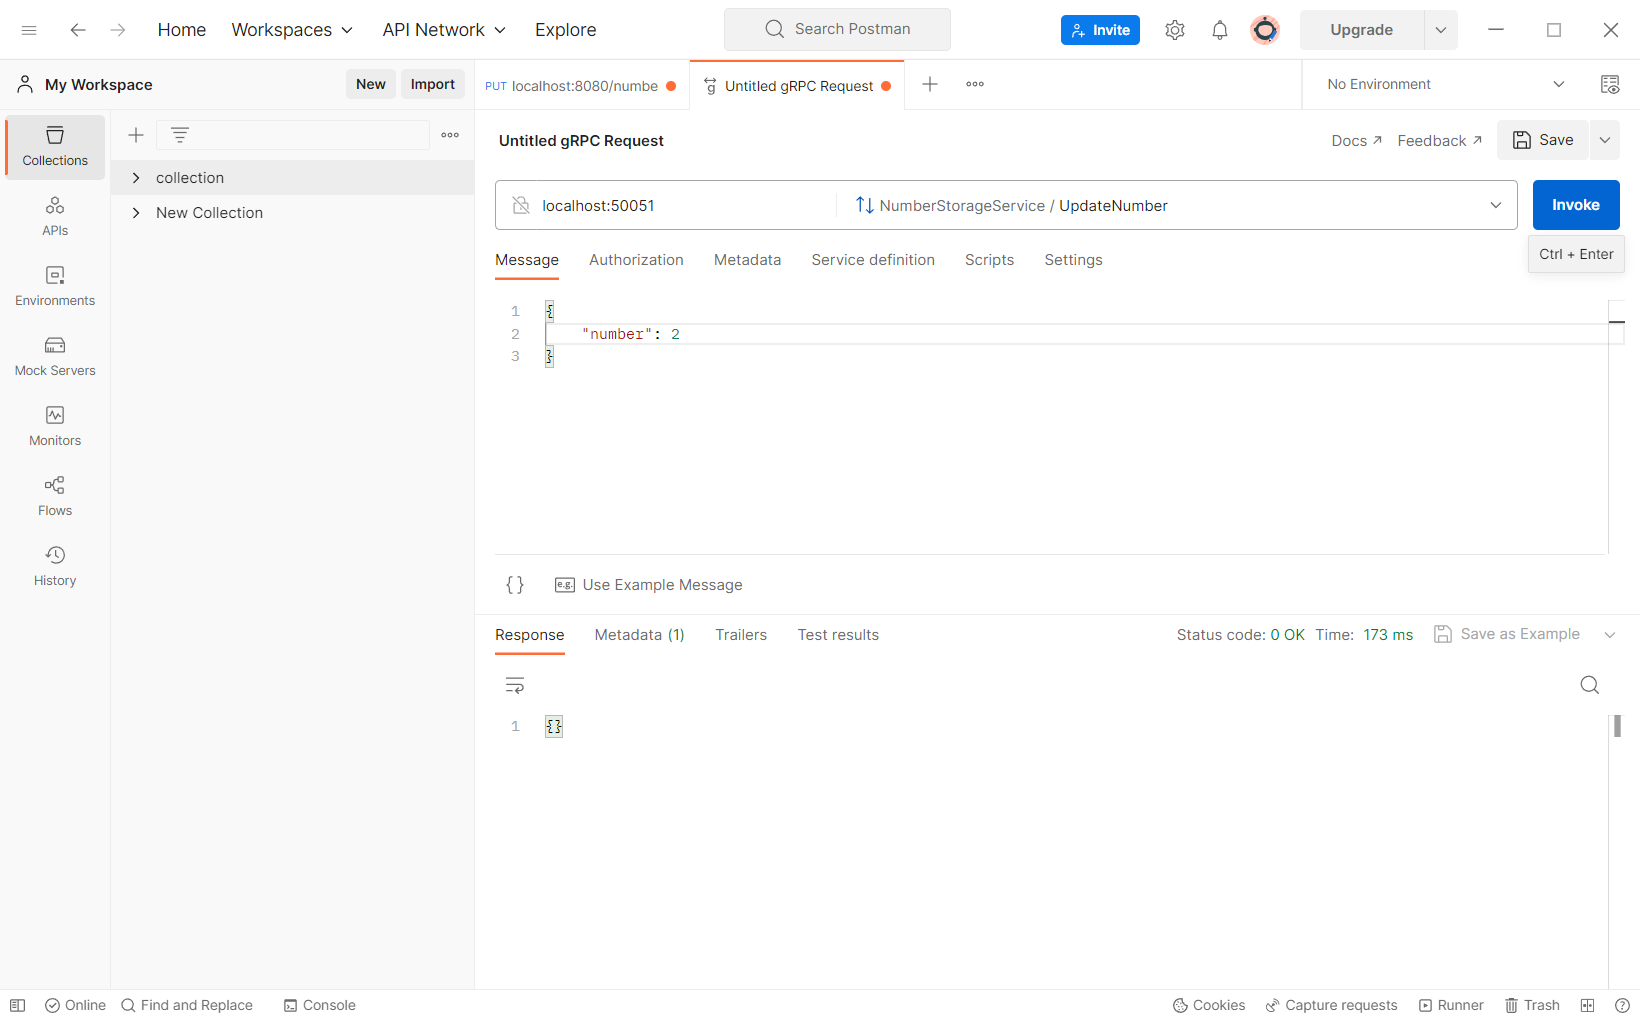 Home Workspaces API Network Explore Search Postman Invite Upgrade
My Workspace New Import PUT localhost:8080/numbe Untitled gRPC Request No Environment
Collections
APIs
Environments
Mock Servers
Monitors
Flows
History
collection
New Collection
Untitled gRPC Request Docs Feedback Save
localhost:50051 NumberStorageService / UpdateNumber Invoke
Ctrl + Enter
Message Authorization Metadata Service definition Scripts Settings
1 {
2 "number": 2
3 }
{} e.g. Use Example Message
Response Metadata (1) Trailers Test results Status code: 0 OK Time: 173 ms Save as Example
1 {}
Online Find and Replace Console Cookies Capture requests Runner Trash